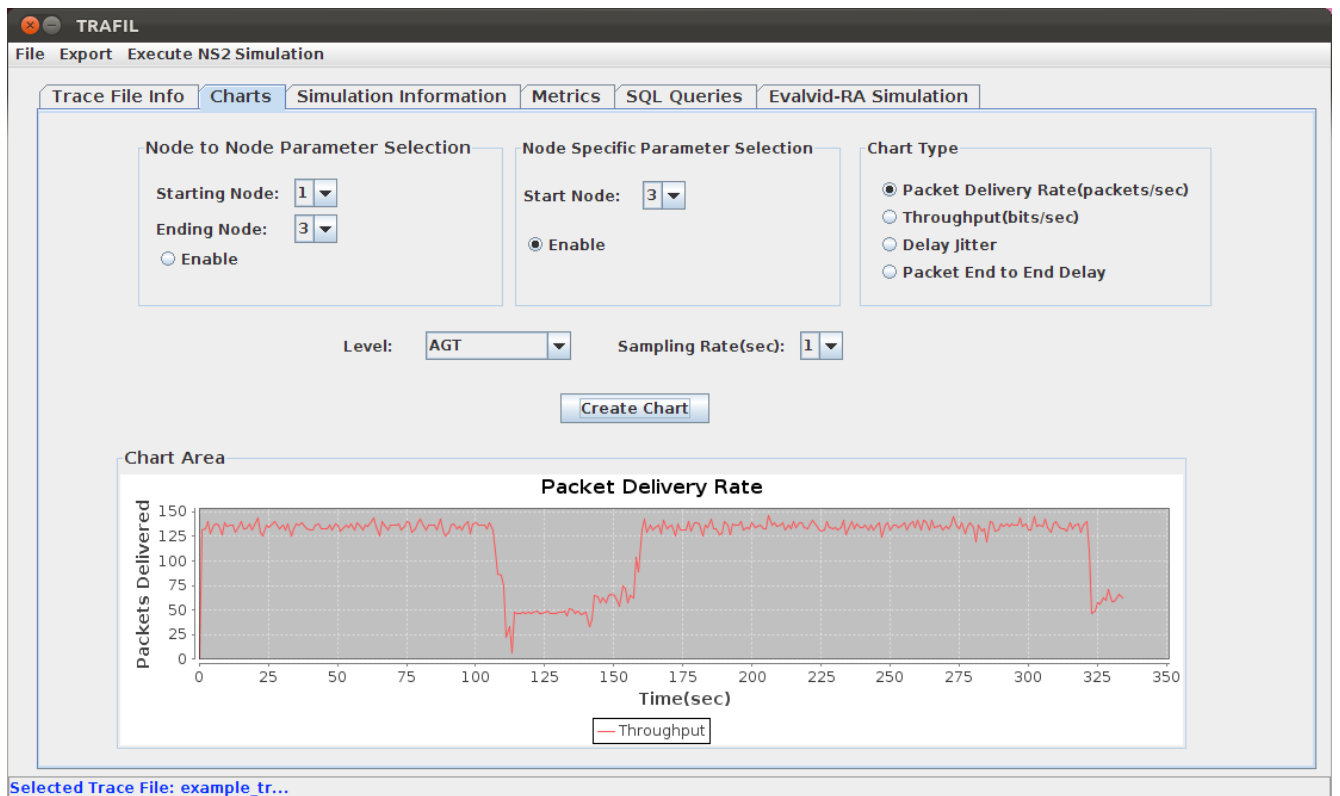 TRAFIL
File Export Execute NS2 Simulation
Trace File Info Charts Simulation Information Metrics SQL Queries Evalvid-RA Simulation
Node to Node Parameter Selection
Starting Node: 1
Ending Node: 3
Enable
Node Specific Parameter Selection
Start Node: 3
Enable
Chart Type
Packet Delivery Rate(packets/sec)
Throughput(bits/sec)
Delay Jitter
Packet End to End Delay
Level: AGT Sampling Rate(sec): 1
Create Chart
Chart Area
Packet Delivery Rate
Packets Delivered
150
125
100
75
50
25
0
0 25 50 75 100 125 150 175 200 225 250 275 300 325 350
Time(sec)
Throughput
Selected Trace File: example_tr...